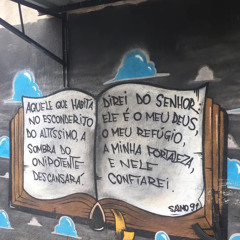 AQUELE QUE HABITA
NO ESCONDERIJO
DO ALTÍSSIMO, A
SOMBRA DO
ONIPOTENTE
DESCANSARÁ.
DIREI DO SENHOR:
ELE É O MEU DEUS,
O MEU REFÚGIO,
A MINHA FORTALEZA,
E NELE
CONFIAREI.
SALMO 91